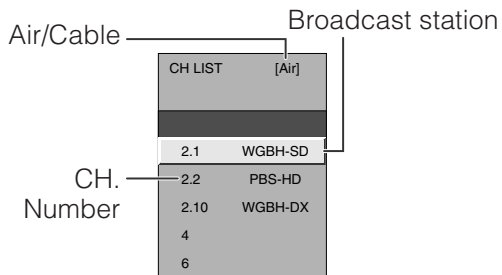 Broadcast station
Air/Cable
CH LIST [Air]
2.1 WGBH-SD
2.2 PBS-HD
CH.
Number
2.10 WGBH-DX
4
6